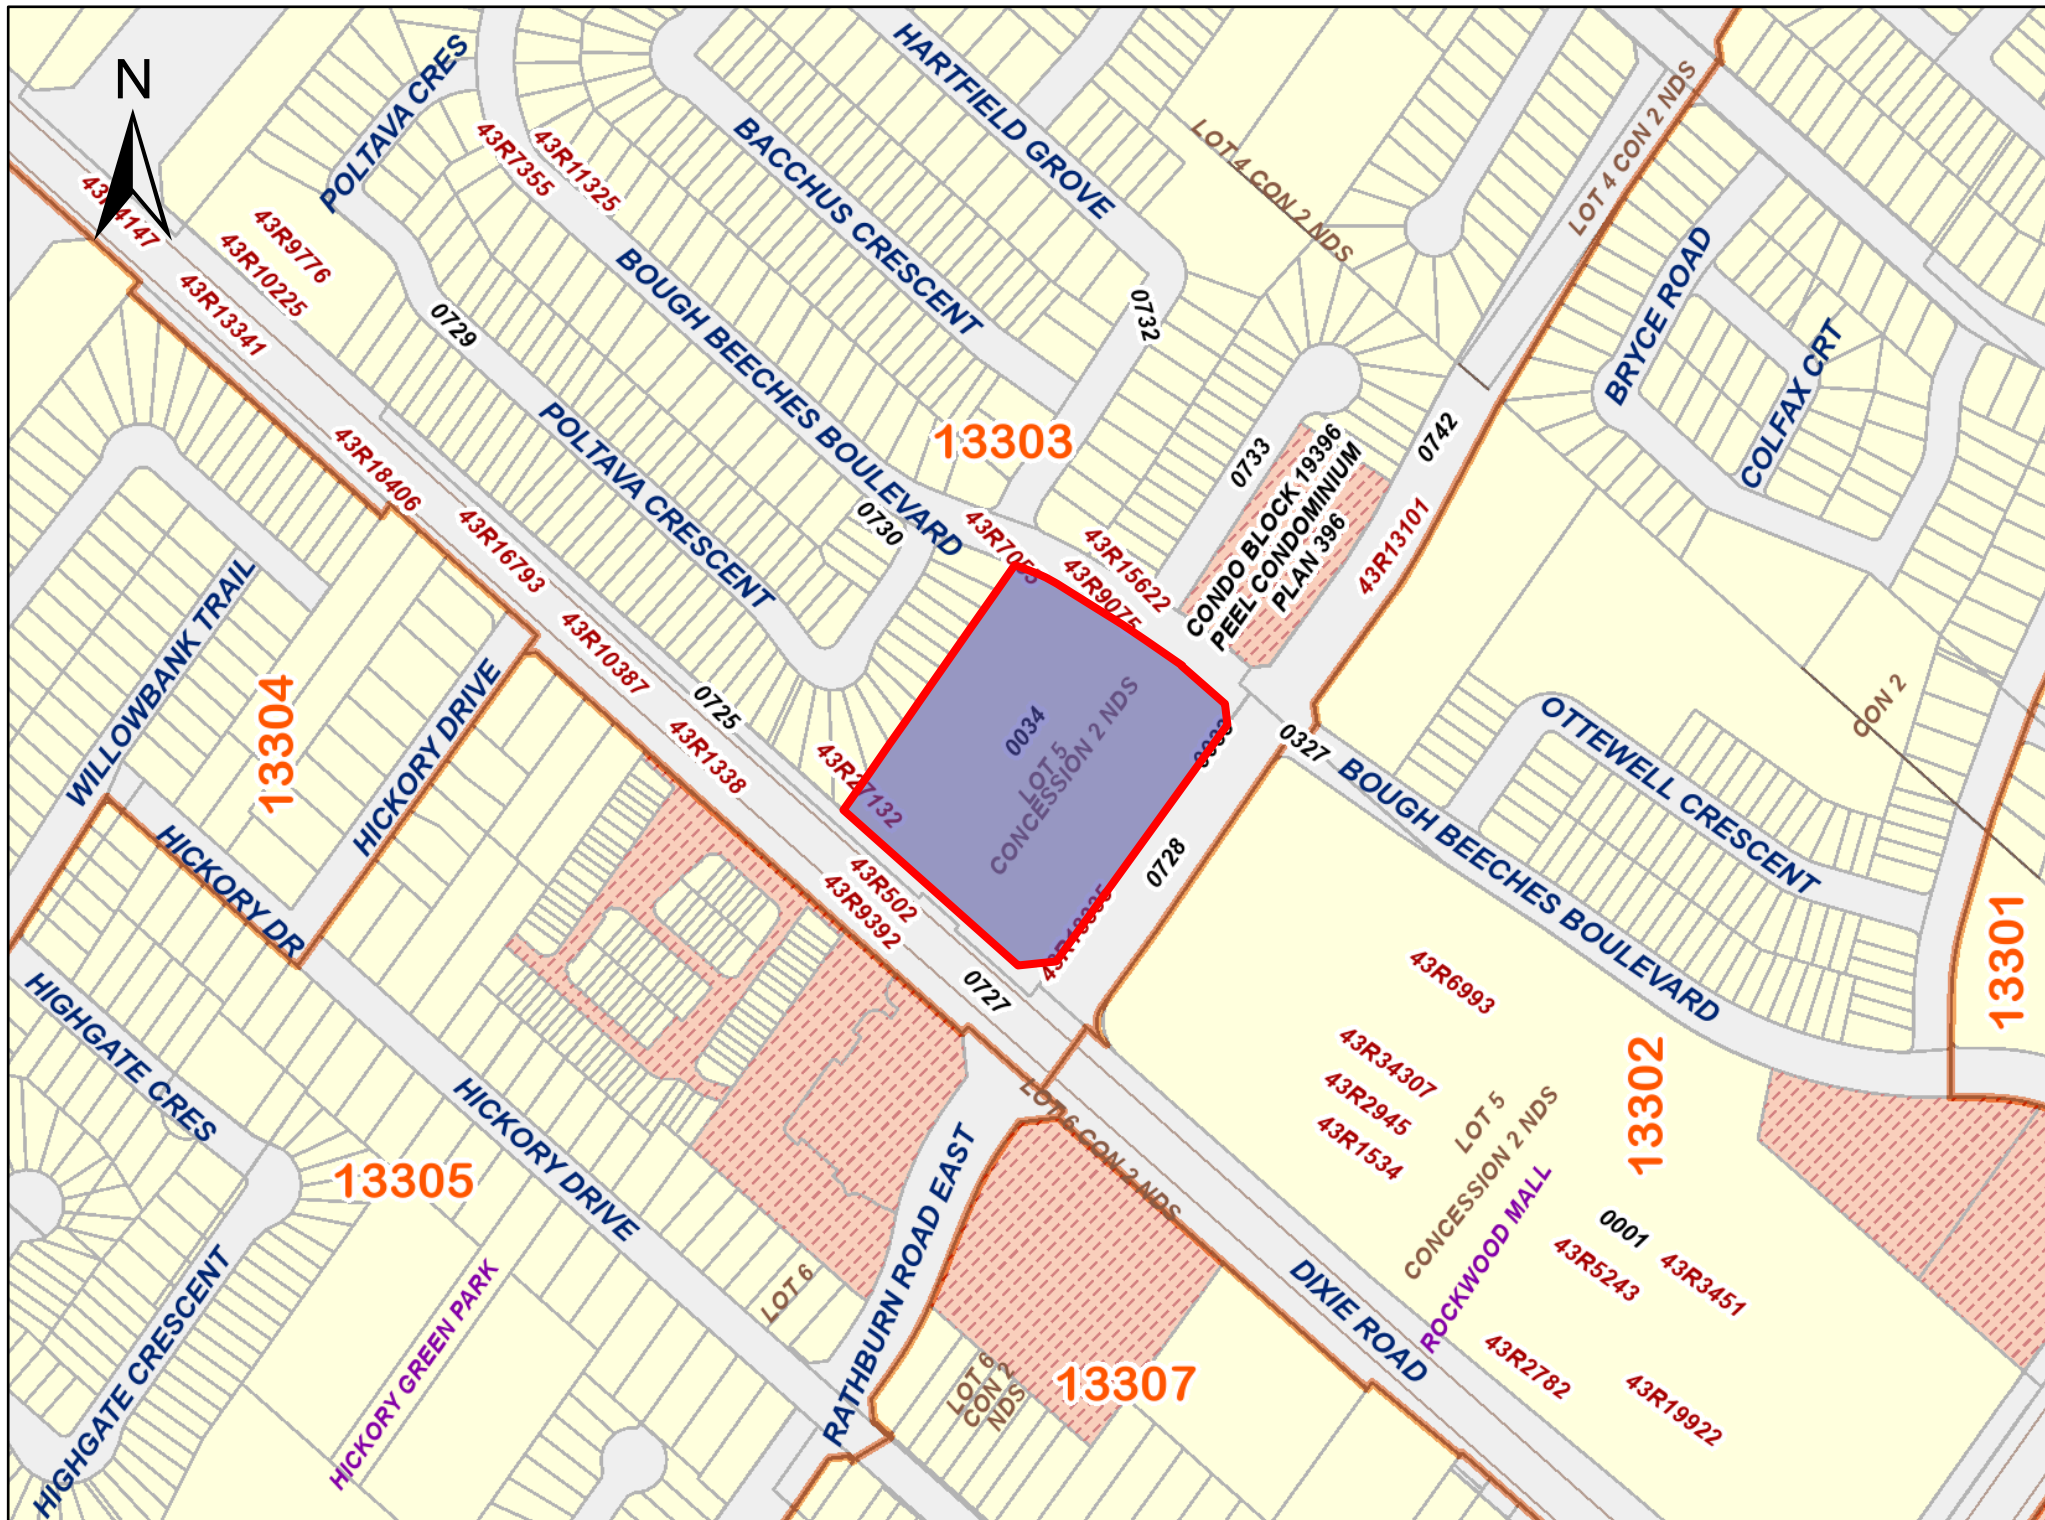 N
POLTAVA CRES
HARTFIELD GROVE
BACCHUS CRESCENT
43R7355
43R11325
LOT 4 CON 2 NDS
LOT 4 CON 2 NDS
43R9776
43R10225
43R13341
BOUGH BEECHES BOULEVARD
0729
0732
BRYCE ROAD
COLFAX CRT
13303
POLTAVA CRESCENT
0730
0733
0742
CONDO BLOCK 19396
PEEL CONDOMINIUM
PLAN 396
43R18406
43R16793
43R15622
43R9075
43R13101
WILLOWBANK TRAIL
43R10387
HICKORY DRIVE
13304
0725
43R1338
0034
LOT 5
CONCESSION 2 NDS
CON 2
OTTEWELL CRESCENT
0327
BOUGH BEECHES BOULEVARD
43R27132
HICKORY DR
43R502
43R9392
0728
0727
13301
HIGHGATE CRES
43R6993
43R34307
43R2945
43R1534
13302
LOT 5
CONCESSION 2 NDS
LOT 6 CON 2 NDS
HICKORY DRIVE
13305
RATHBURN ROAD EAST
ROCKWOOD MALL
0001
43R5243
43R3451
HIGHGATE CRESCENT
HICKORY GREEN PARK
LOT 6
DIXIE ROAD
43R2782
43R19922
LOT 6
CON 2
NDS
13307